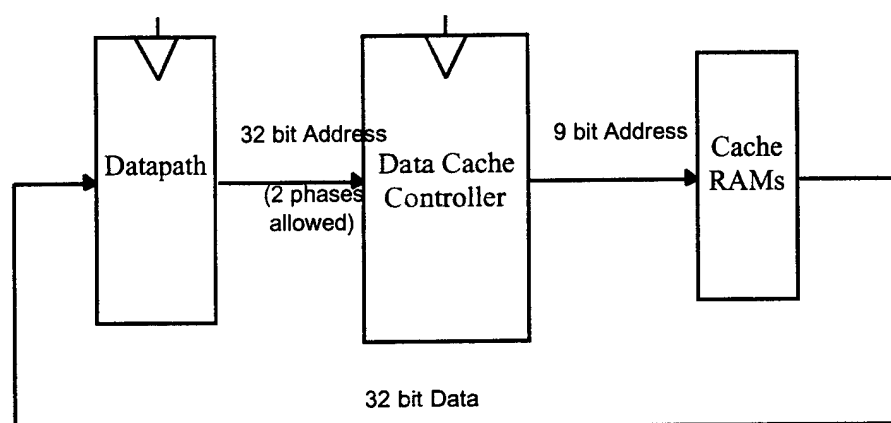 Datapath
32 bit Address
(2 phases
allowed)
Data Cache
Controller
9 bit Address
Cache
RAMs
32 bit Data